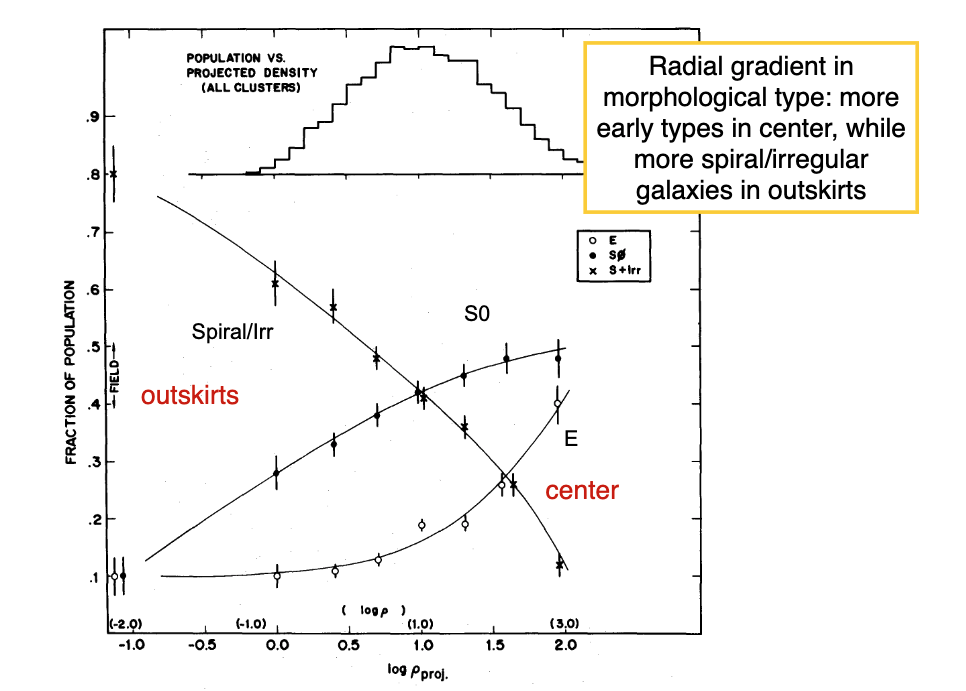 POPULATION VS.
PROJECTED DENSITY
(ALL CLUSTERS)
Radial gradient in
morphological type: more
early types in center, while
more spiral/irregular
galaxies in outskirts
.9
.8
.7
.6
.5
.4
.3
.2
.1
FRACTION OF POPULATION
FIELD
E
SØ
S+Irr
S0
Spiral/Irr
outskirts
E
center
( log ρ )
(-2.0) (-1.0) (1.0) (3.0)
-1.0 -0.5 0.0 0.5 1.0 1.5 2.0
log ρproj.